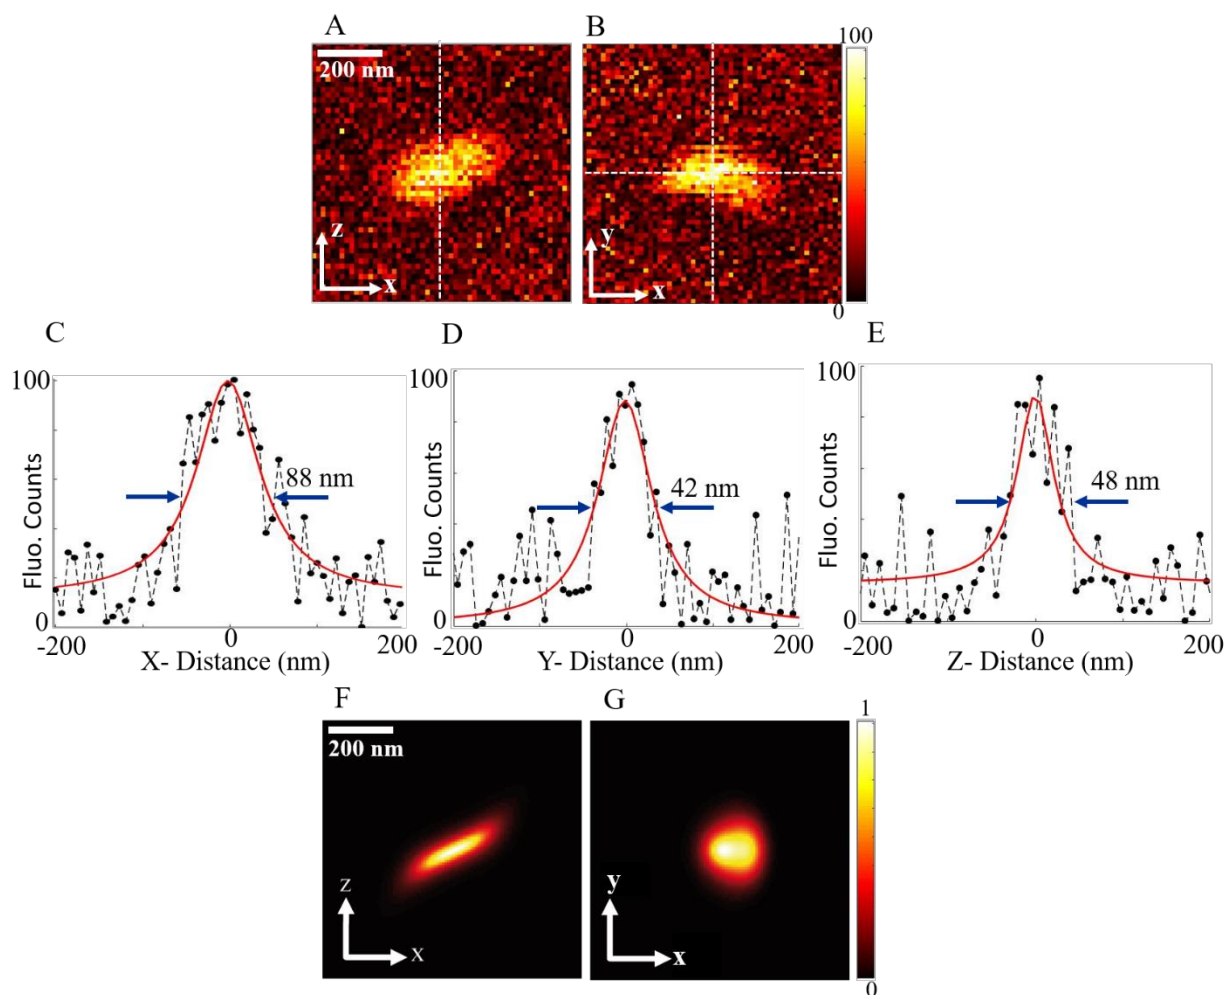 A
B
200 nm
z
x
y
x
100
0
C
D
E
100
0
Fluo. Counts
88 nm
-200
0
200
X- Distance (nm)
100
0
Fluo. Counts
42 nm
-200
0
200
Y- Distance (nm)
100
0
Fluo. Counts
48 nm
-200
0
200
Z- Distance (nm)
F
G
200 nm
z
x
y
x
1
0